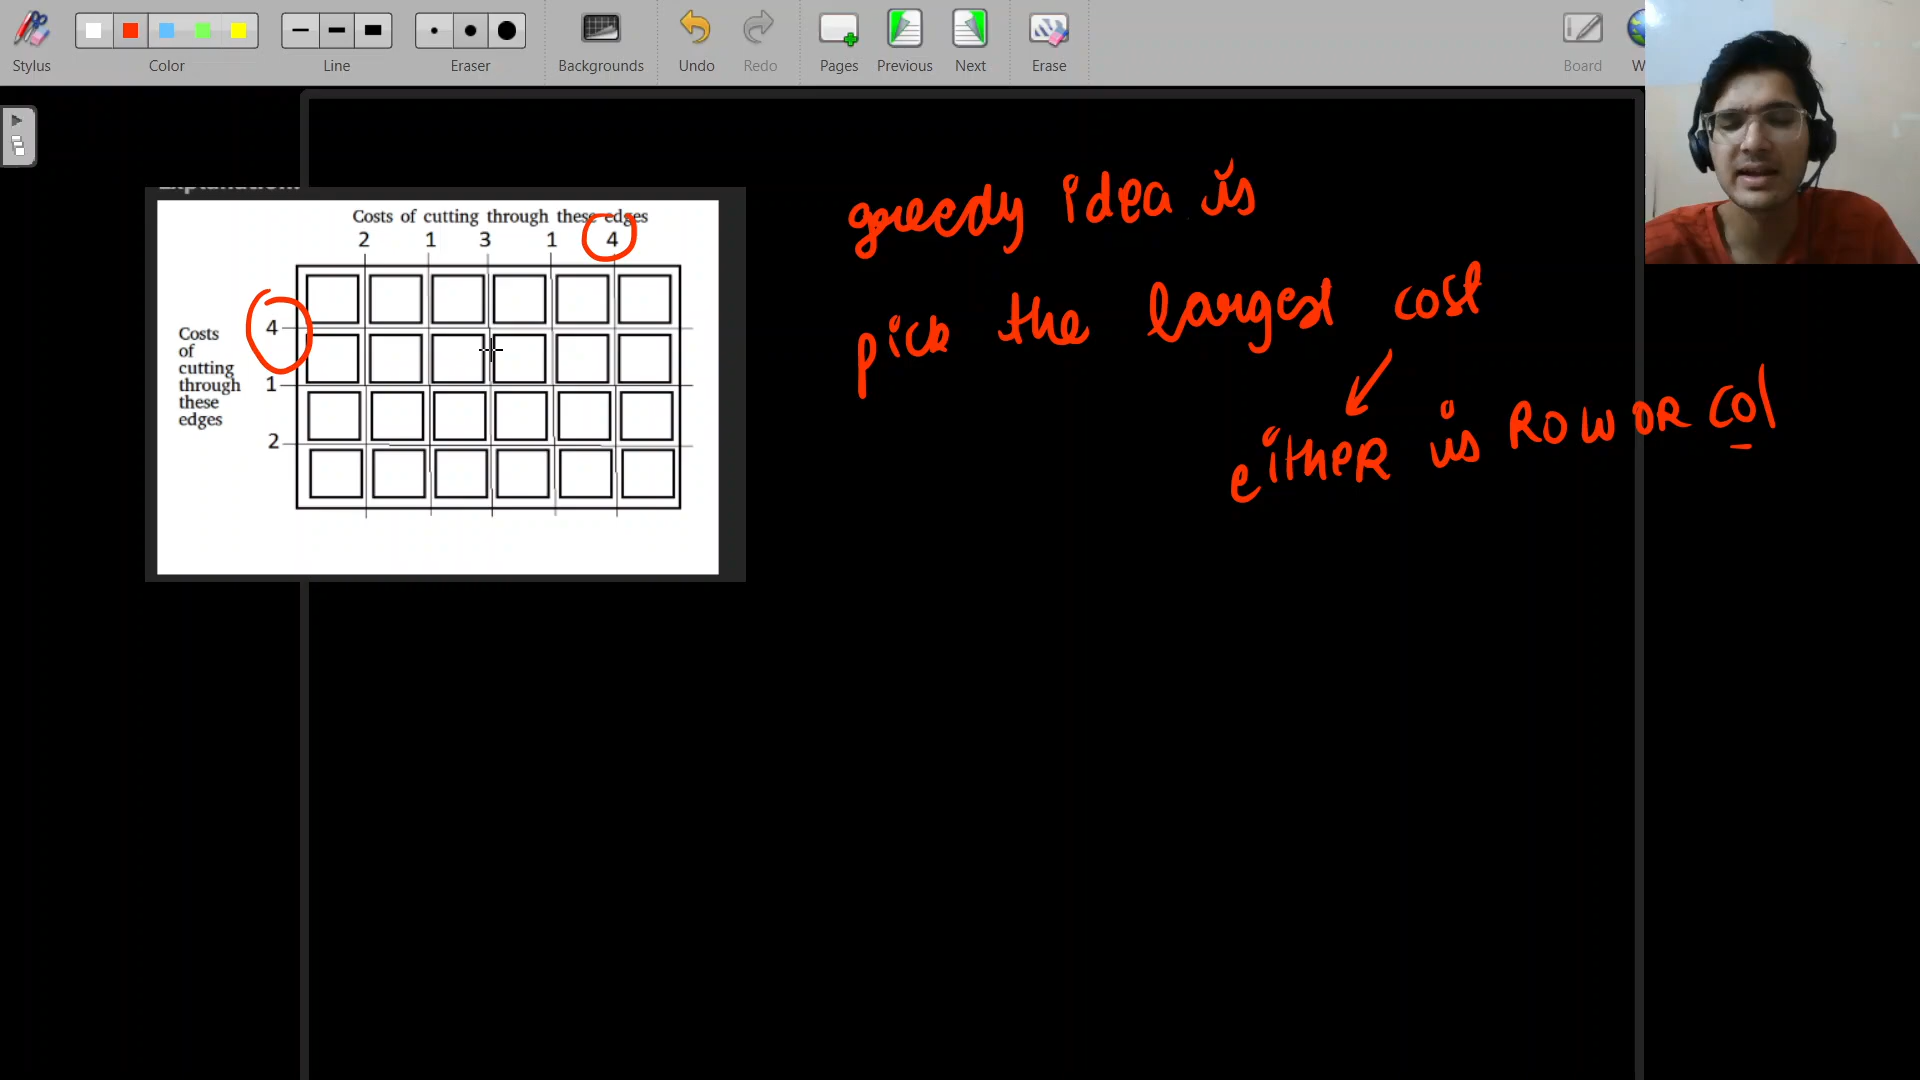 Stylus
Color
Line
Eraser
Backgrounds
Undo
Redo
Pages
Previous
Next
Erase
Board
W
Explanation:
Costs of cutting through these edges
2 1 3 1 4
4
Costs
of
cutting
through
these
edges
1
2
greedy idea is
pick the largest cost
either is ROW OR COl